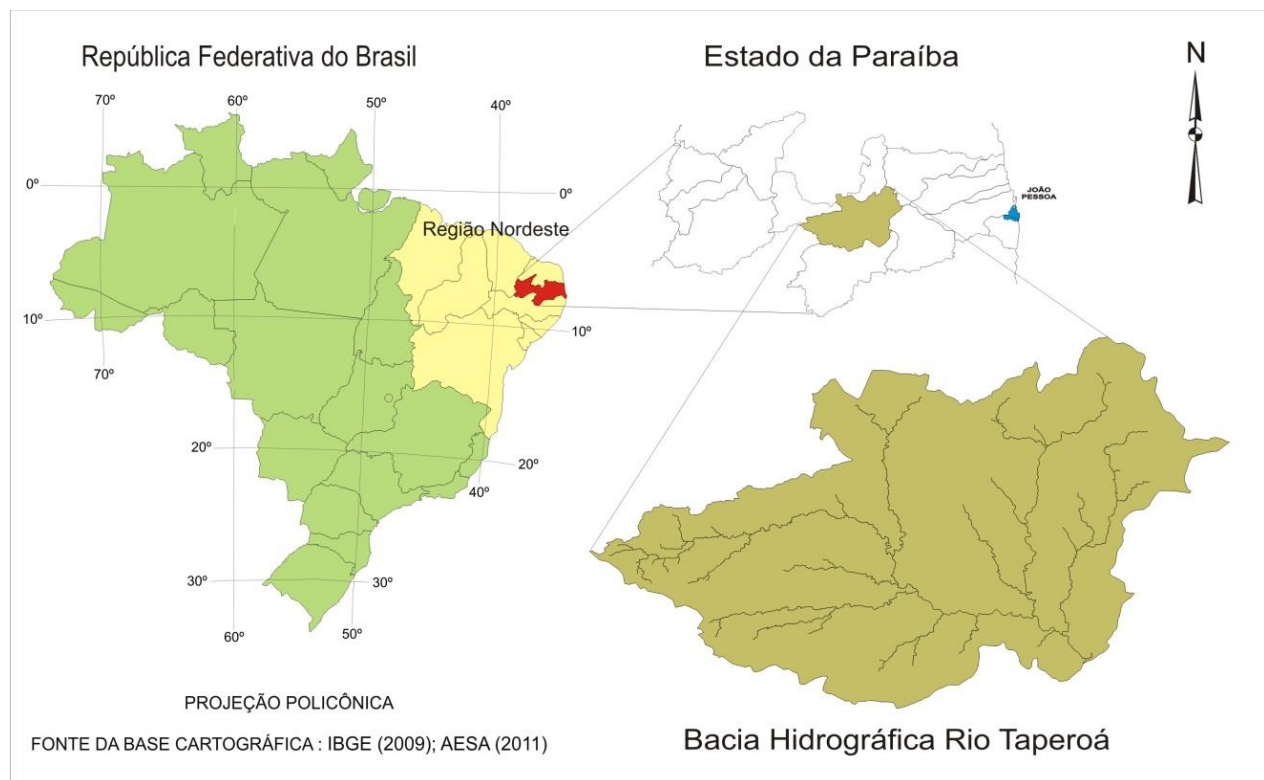 República Federativa do Brasil
Estado da Paraíba
N
70º
60º
50º
40º
0º
0º
JOÃO
PESSOA
Região Nordeste
10º
10º
70º
20º
20º
40º
30º
30º
60º
50º
PROJEÇÃO POLICÔNICA
FONTE DA BASE CARTOGRÁFICA : IBGE (2009); AESA (2011)
Bacia Hidrográfica Rio Taperoá